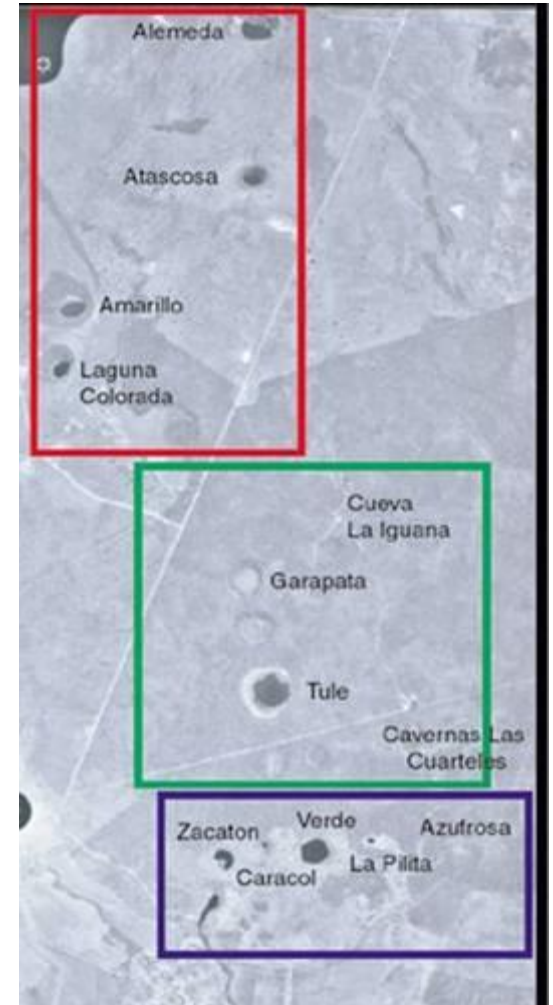 Alemeda
Atascosa
Amarillo
Laguna
Colorada
Cueva
La Iguana
Garapata
Tule
Cavernas Las
Cuarteles
Zacaton
Verde
Azufrosa
La Pilita
Caracol